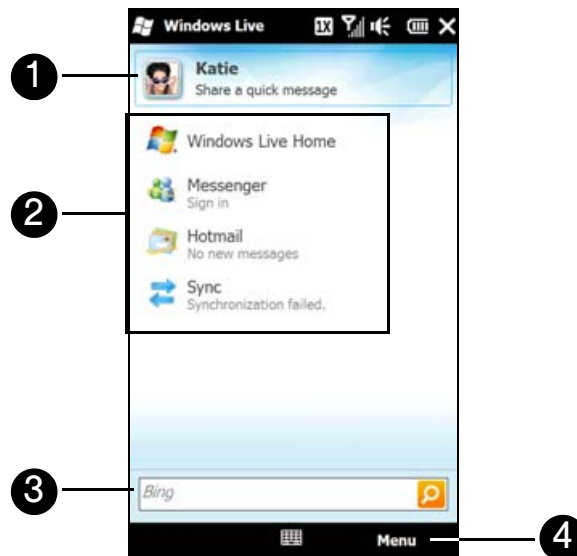 Windows Live 1X
1
Katie
Share a quick message
2
Windows Live Home
Messenger
Sign in
Hotmail
No new messages
Sync
Synchronization failed.
3
Bing
Menu
4